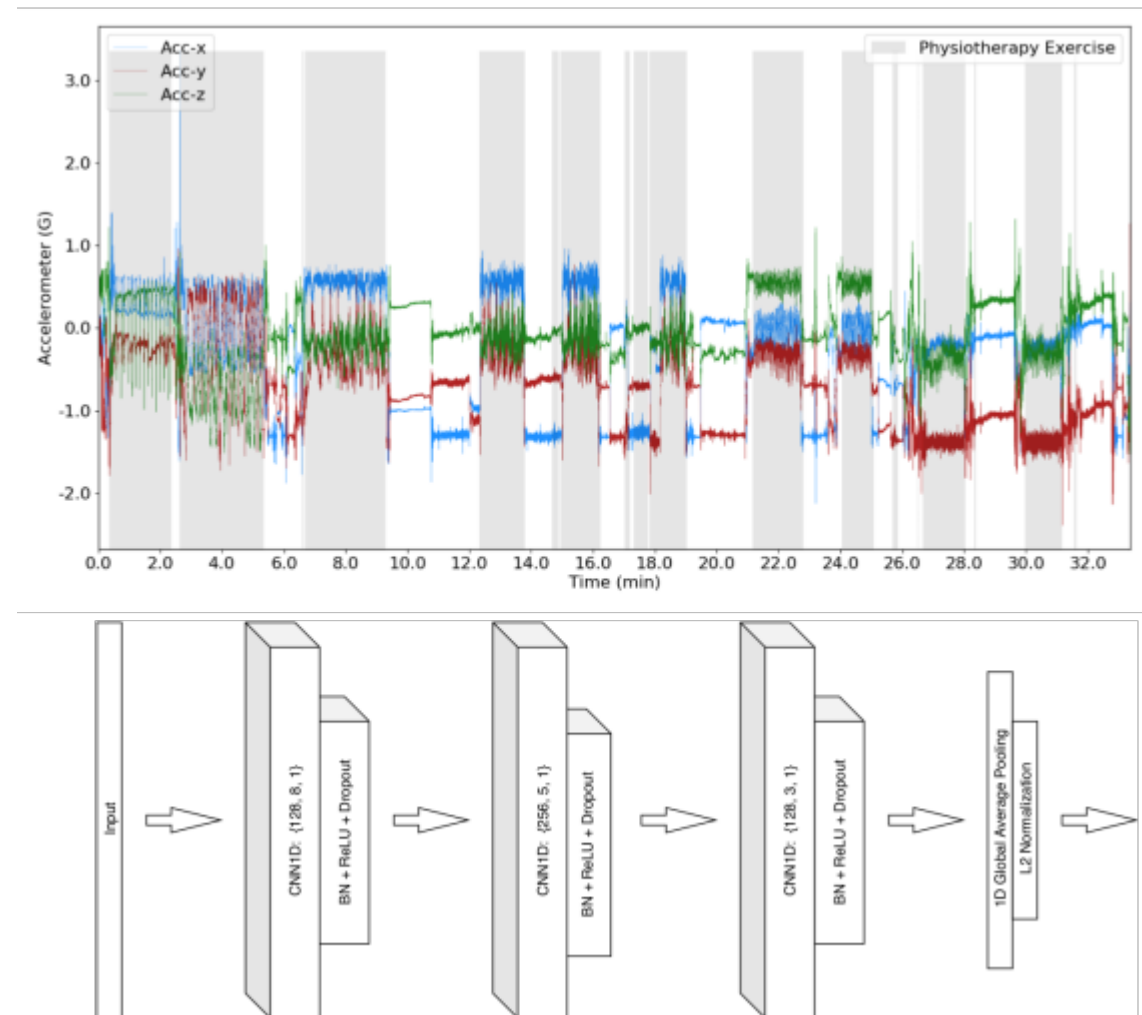 Acc-x
Acc-y
Acc-z
Physiotherapy Exercise
3.0
2.0
1.0
0.0
-1.0
-2.0
Accelerometer (G)
0.0 2.0 4.0 6.0 8.0 10.0 12.0 14.0 16.0 18.0 20.0 22.0 24.0 26.0 28.0 30.0 32.0
Time (min)
Input
CNN1D: {128, 8, 1}
BN + ReLU + Dropout
CNN1D: {256, 5, 1}
BN + ReLU + Dropout
CNN1D: {128, 3, 1}
BN + ReLU + Dropout
1D Global Average Pooling
L2 Normalization